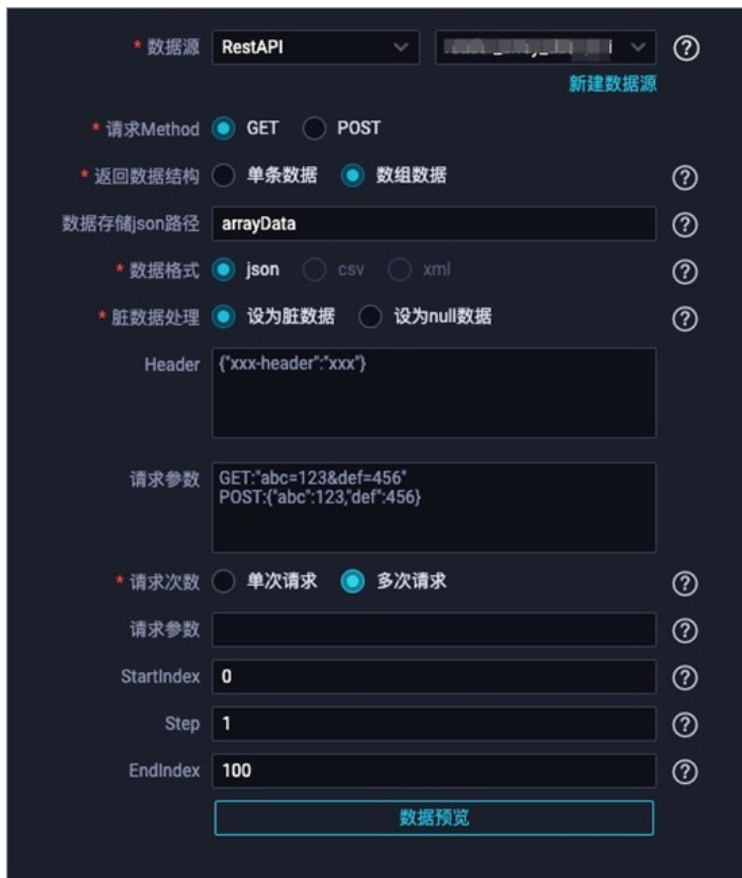 * 数据源 RestAPI
新建数据源
* 请求Method GET POST
* 返回数据结构 单条数据 数组数据
数据存储json路径 arrayData
* 数据格式 json csv xml
* 脏数据处理 设为脏数据 设为null数据
Header {"xxx-header":"xxx"}
请求参数 GET:"abc=123&def=456"
POST:{"abc":123,"def":456}
* 请求次数 单次请求 多次请求
请求参数
StartIndex 0
Step 1
EndIndex 100
数据预览